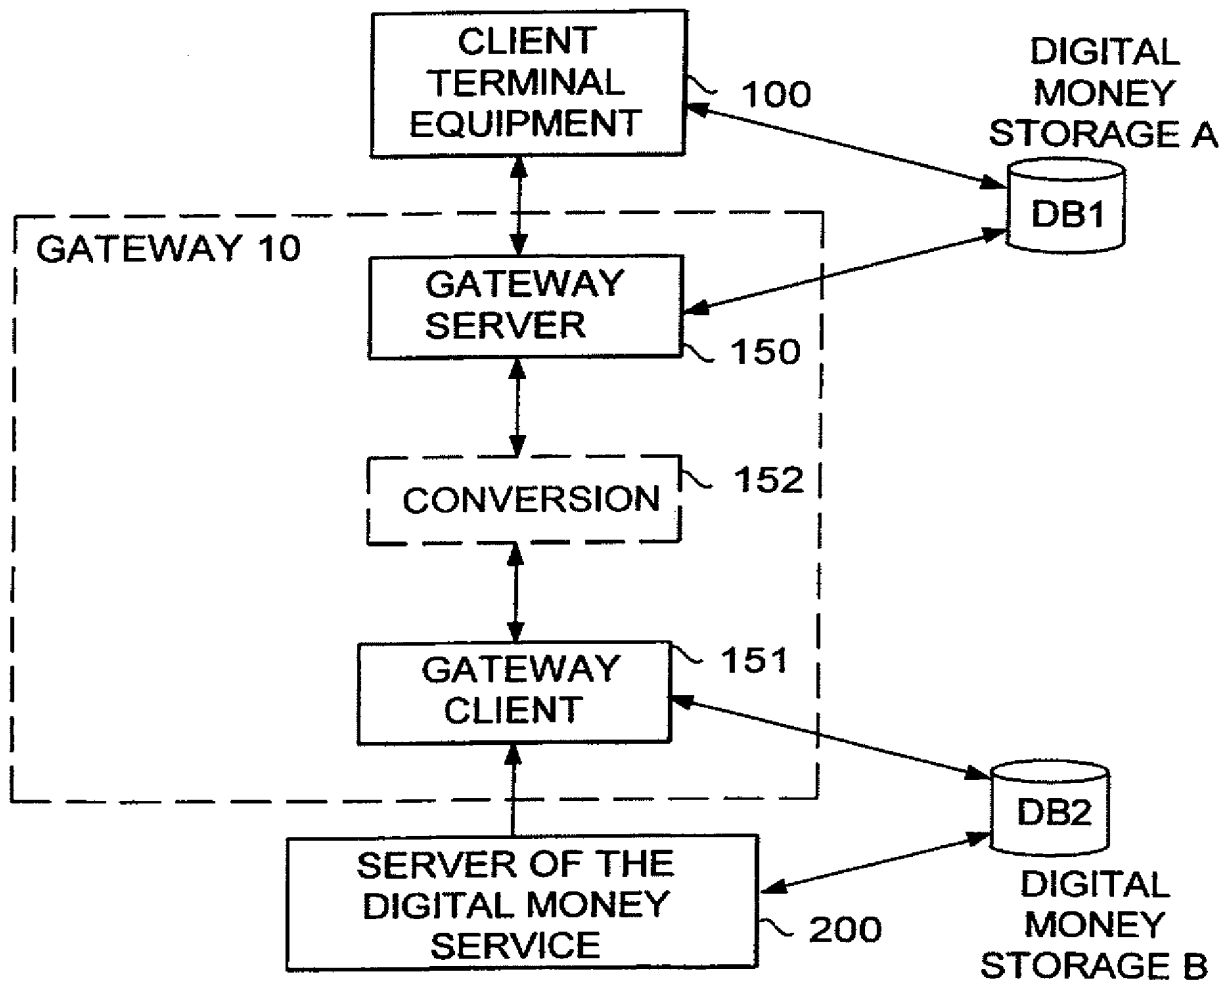 CLIENT
TERMINAL
EQUIPMENT
100
DIGITAL
MONEY
STORAGE A
DB1
GATEWAY 10
GATEWAY
SERVER
150
CONVERSION
152
GATEWAY
CLIENT
151
DB2
SERVER OF THE
DIGITAL MONEY
SERVICE
200
DIGITAL
MONEY
STORAGE B